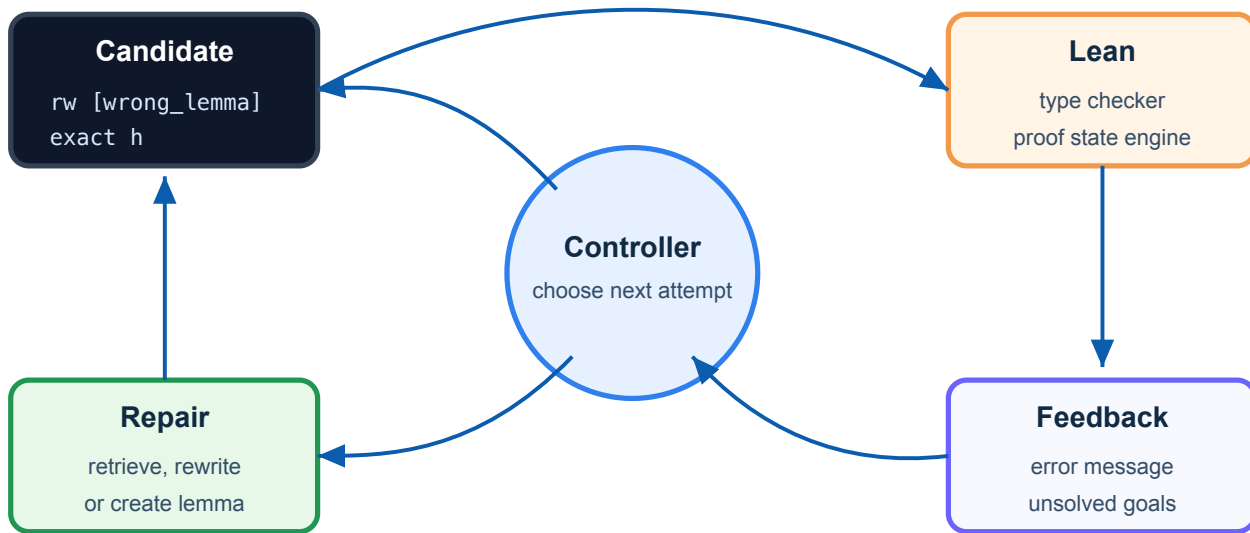 Candidate
rw [wrong_lemma]
exact h
Lean
type checker
proof state engine
Controller
choose next attempt
Repair
retrieve, rewrite
or create lemma
Feedback
error message
unsolved goals